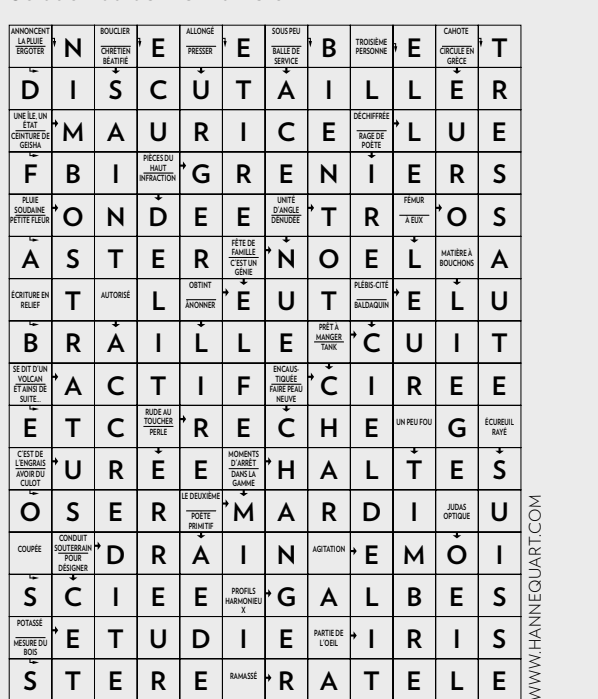 ANNONCENT LA PLUIE ERGOTER N BOUCLIER CHRÉTIEN BÉATIFIÉ E ALLONGÉ PRESSER E SOUS PEU BALLE DE SERVICE B TROISIÈME PERSONNE E CAHOTE CIRCULE EN GRÈCE T
D I S C U T A I L L E R
UNE ÎLE, UN ÉTAT CEINTURE DE GEISHA M A U R I C E DÉCHIFFRÉE RAGE DE POÈTE L U E
F B I PIÈCES DU HAUT INFRACTION G R E N I E R S
PLUIE SOUDAINE PETITE FLEUR O N D E E UNITÉ D'ANGLE DÉNUDÉE T R FÉMUR A EUX O S
A S T E R FÊTE DE FAMILLE C'EST UN GÉNIE N O E L MATIÈRE À BOUCHONS A
ÉCRITURE EN RELIEF T AUTORISÉ L OBTINT ÂNONNER E U T PLÉBIS-CITÉ BALDAQUIN E L U
B R A I L L E PRÊT À MANGER TANK C U I T
SE DIT D'UN VOLCAN ET AINSI DE SUITE... A C T I F ENCAUS- TIQUÉE FAIRE PEAU NEUVE C I R E E
E T C RUDE AU TOUCHER PERLE R E C H E UN PEU FOU G ÉCUREUIL RAYÉ
C'EST DE L'ENGRAIS AVOIR DU CULOT U R E E MOMENTS D'ARRÊT DANS LA GAMME H A L T E S
O S E R LE DEUXIÈME POÈTE PRIMITIF M A R D I JUDAS OPTIQUE U
COUPÉE CONDUIT SOUTERRAIN POUR DÉSIGNER D R A I N AGITATION E M O I
S C I E E PROFILS HARMONIEU X G A L B E S
POTASSÉ MESURE DU BOIS E T U D I E PARTIE DE L'OEIL I R I S
S T E R E RAMASSÉ R A T E L E
WWW.HANNEQUART.COM